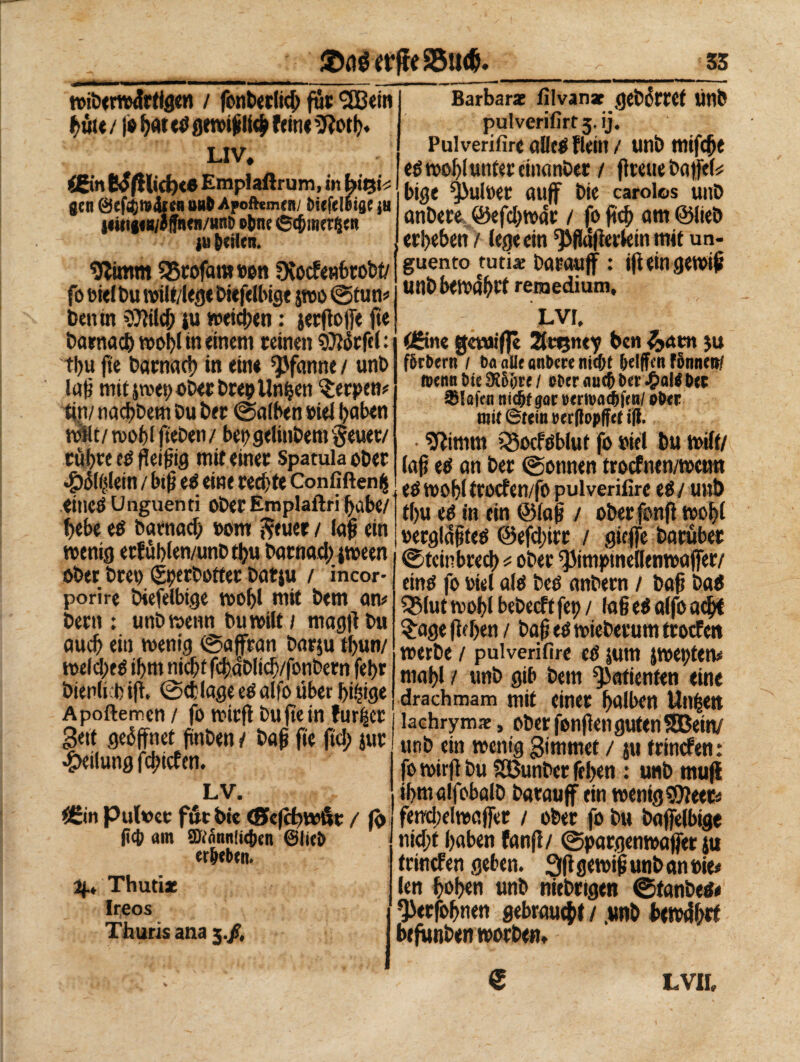 Das erste Buch. 33
widerwärtigen / sonderlich für Wein
hüte / so hat es gewißlich keine Noth.
LIV.
Ein köstliches Emplastrum, in hitzi⸗
gen Geschwären und Apostemen / dieselbige zu
zeitigen / öffnen / und ohne Schmertzen
zu heilen.
Nimm Brosam von Rockenbrodt /
so viel du wilt / lege dieselbige zwo Stun⸗
den in Milch zu weichen : zerstosse sie
darnach wohl in einem reinen Mörsel :
thu sie darnach in eine Pfanne / und
laß mit zwey oder drey Untzen Terpen⸗
tin / nachdem du der Salben viel haben
wilt / wohl sieden / bey gelindem Feuer /
rühre es fleißig mit einer Spatula oder
Höltzlein / biß es eine rechte Consistentz
eines Unguenti oder Emplastri habe /
hebe es darnach vom Feuer / laß ein
wenig erkühlen / und thu darnach zween
oder drey Eyerdotter darzu / incor-
porire dieselbige wohl mit dem an⸗
dern : und wenn du wilt / magst du
auch ein wenig Saffran darzu thun /
welches ihm nicht schädlich / sondern sehr
dienlich ist. Schlage es also über hitzige
Apostemen / so wirst du sie in kurtzer
Zeit geöffnet finden / daß sie sich zur
Heilung schicken.
LV.
Ein Pulver für die Geschwär / so
sich am Männlichen Glied
erheben.
♃. Thutiæ
Ireos
Thuris ana ʒ.ß.
Barbaræ silvanæ gedörret und
pulverisirt ʒ. ij.
Pulverisire alles klein / und mische
es wohl unter einander / streue dassel⸗
bige Pulver auff die carolos und
andere Geschwär / so sich am Glied
erheben / lege ein Pflästerlein mit un-
guento tutiæ darauff : ist ein gewiß
und bewährt remedium.
LVI.
Eine gewisse Artzney den Harn zu
fördern / da alle andere nicht helffen können /
wenn die Röhre / oder auch der Hals der
Blasen nicht gar verwachsen / oder
mit Stein verstopffet ist.
Nimm Bocksblut so viel du wilt /
laß es an der Sonnen trocknen / wenn
es wohl trocken / so pulverisire es / und
thu es in ein Glaß / oder sonst wohl
verglaßtes Geschirr / giesse darüber
Steinbrech ⸗ oder Pimpinellenwasser /
eins so viel als des andern / daß das
Blut wohl bedeckt sey / laß es also acht
Tage stehen / daß es wiederum trocken
werde / pulverisire es zum zweyten⸗
mahl / und gib dem Patienten eine
drachmam mit einer halben Untzen
lachrymæ, oder sonsten guten Wein /
und ein wenig Zimmet / zu trincken :
so wirst du Wunder sehen : und must
ihm alsobald darauff ein wenig Meer⸗
fenchelwasser / oder so du dasselbige
nicht haben kanst / Spargenwasser zu
trincken geben. Ist gewiß und an vie⸗
len hohen und niedrigen Standes⸗
Persohnen gebraucht / und bewährt
befunden worden.
E LVII.